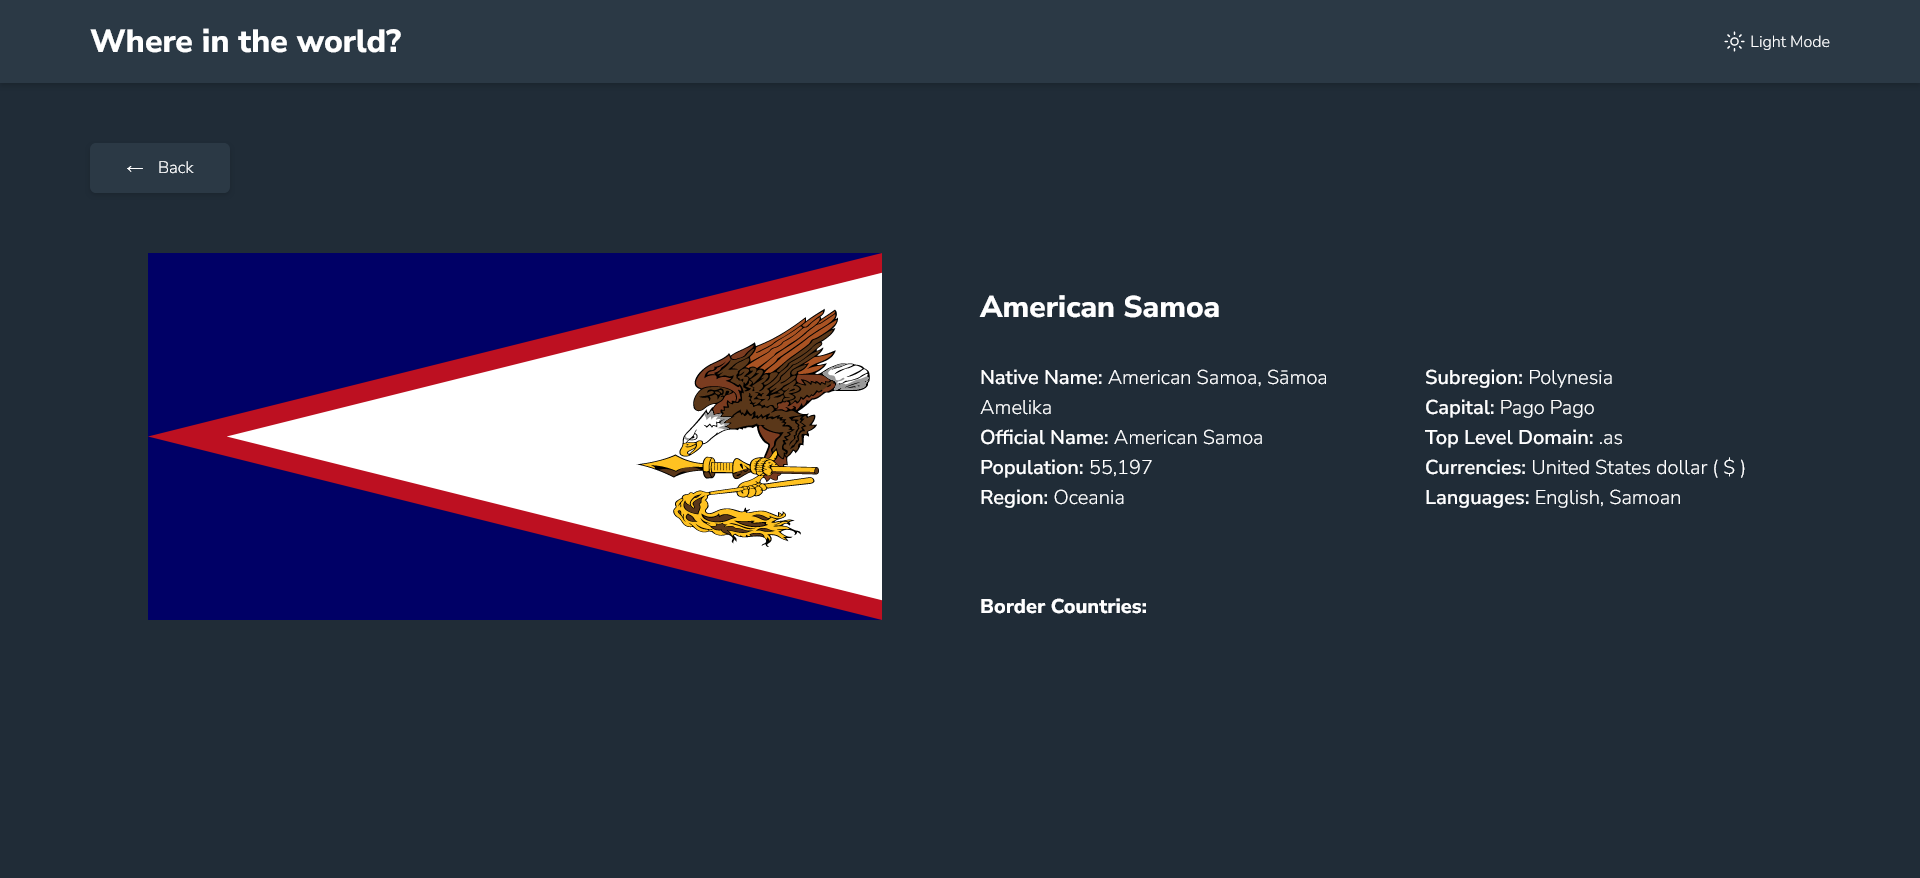 Where in the world?
Light Mode
← Back
American Samoa
Native Name: American Samoa, Sāmoa
Amelika
Official Name: American Samoa
Population: 55,197
Region: Oceania
Subregion: Polynesia
Capital: Pago Pago
Top Level Domain: .as
Currencies: United States dollar ( $ )
Languages: English, Samoan
Border Countries: